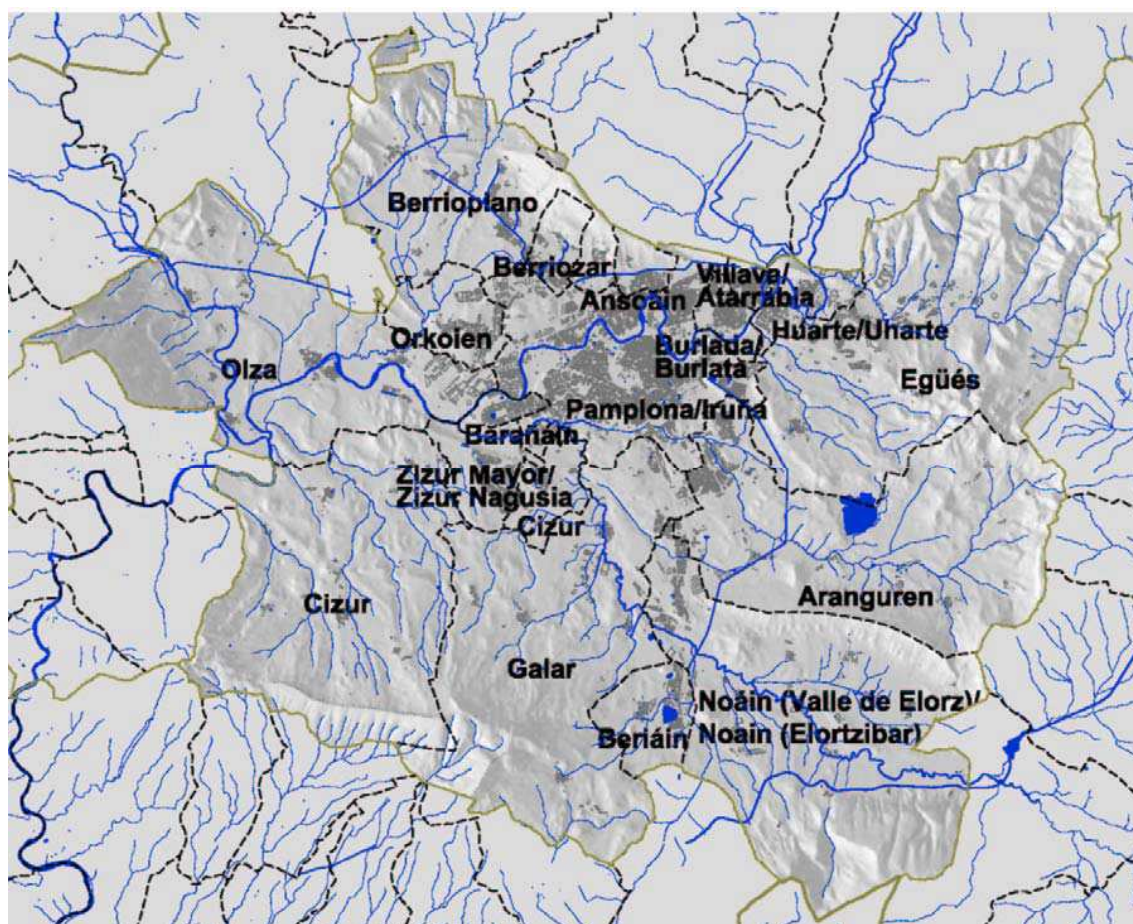 Berrioplano
Berriozar
Villava/
Atarrabia
Ansoáin
Huarte/Uharte
Orkoien
Burlada/
Burlata
Olza
Egüés
Pamplona/Iruña
Barañáin
Zizur Mayor/
Zizur Nagusia
Cizur
Cizur
Aranguren
Galar
Noáin (Valle de Elorz)/
Noain (Elortzibar)
Beriáin